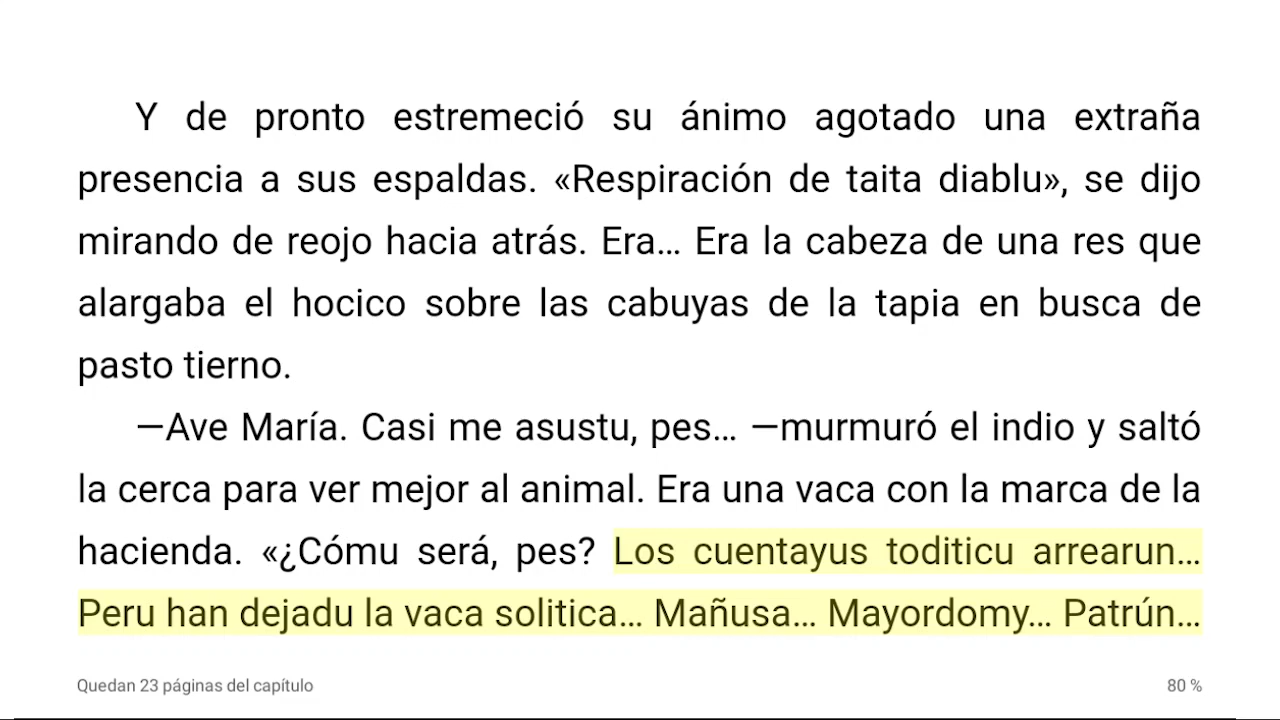 Y de pronto estremeció su ánimo agotado una extraña
presencia a sus espaldas. «Respiración de taita diablu», se dijo
mirando de reojo hacia atrás. Era… Era la cabeza de una res que
alargaba el hocico sobre las cabuyas de la tapia en busca de
pasto tierno.
—Ave María. Casi me asustu, pes… —murmuró el indio y saltó
la cerca para ver mejor al animal. Era una vaca con la marca de la
hacienda. «¿Cómu será, pes? Los cuentayus toditicu arrearun…
Peru han dejadu la vaca solitica… Mañusa… Mayordomy… Patrún…
Quedan 23 páginas del capítulo
80 %